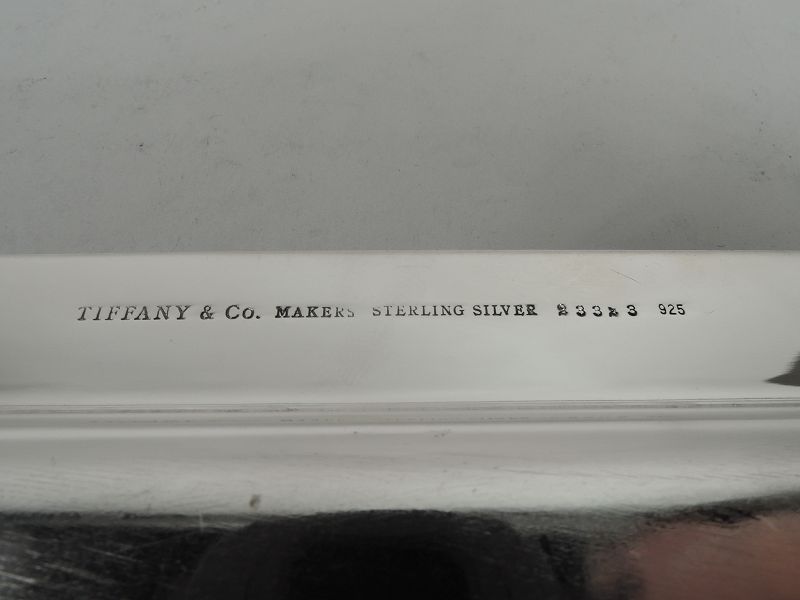 TIFFANY & Co. MAKERS STERLING SILVER 925